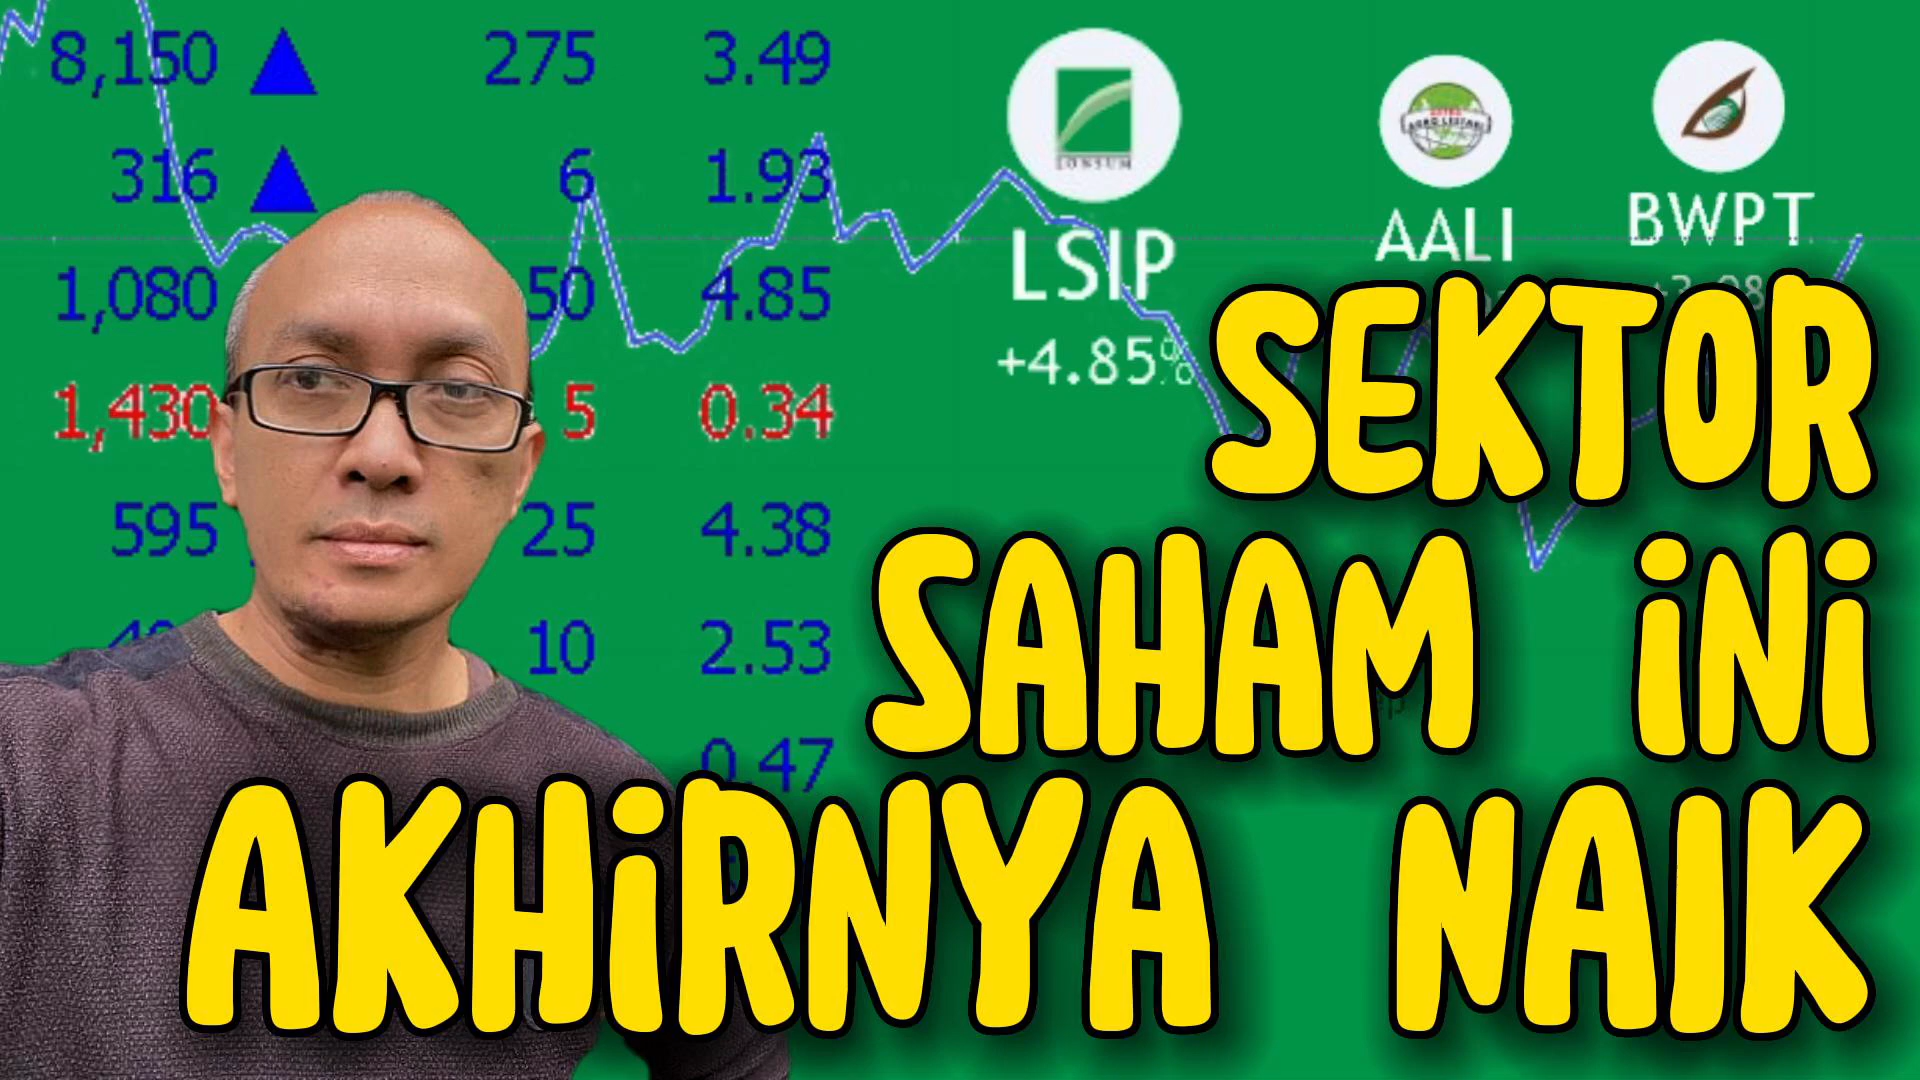 8,150 ▲ 275 3.49
316 ▲ 6 1.93
1,080 50 4.85
1,430 5 0.34
595 25 4.38
10 2.53
0.47
LONSUM
LSIP
+4.85%
AALI
BWPT
SEKTOR
SAHAM INI
AKHIRNYA NAIK